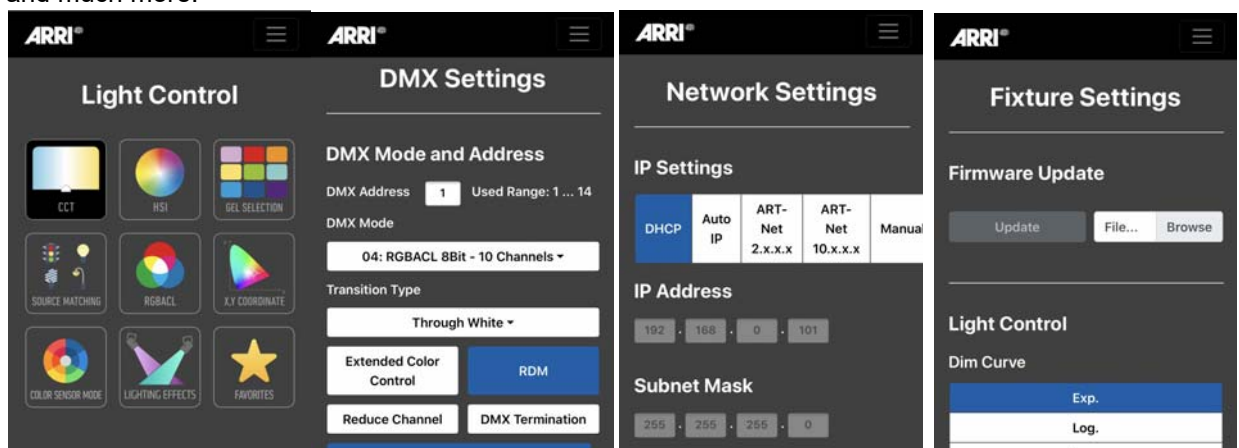 and much more.
ARRI®
Light Control
CCT
HSI
GEL SELECTION
SOURCE MATCHING
RGBACL
X,Y COORDINATE
COLOR SENSOR MODE
LIGHTING EFFECTS
FAVORITES
ARRI®
DMX Settings
DMX Mode and Address
DMX Address 1 Used Range: 1 ... 14
DMX Mode
04: RGBACL 8Bit - 10 Channels
Transition Type
Through White
Extended Color
Control
RDM
Reduce Channel
DMX Termination
ARRI®
Network Settings
IP Settings
DHCP
Auto
IP
ART-
Net
2.x.x.x
ART-
Net
10.x.x.x
Manual
IP Address
192 . 168 . 0 . 101
Subnet Mask
255 . 255 . 255 . 0
ARRI®
Fixture Settings
Firmware Update
Update File... Browse
Light Control
Dim Curve
Exp.
Log.